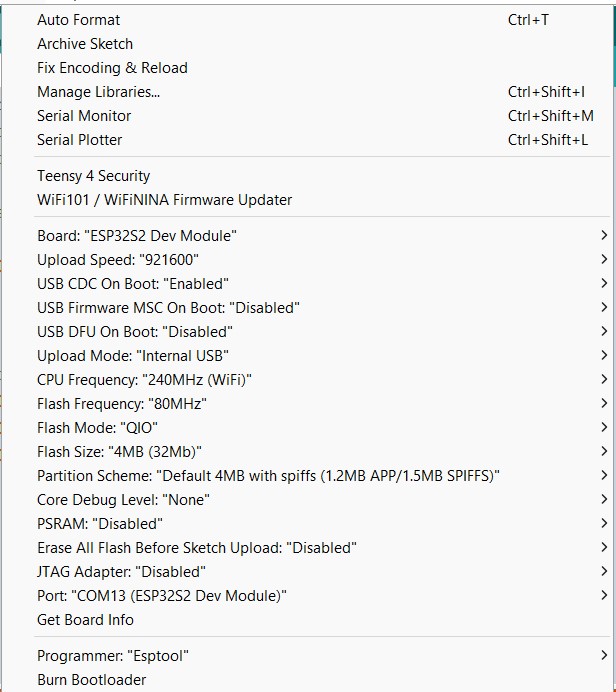 Auto Format Ctrl+T
Archive Sketch
Fix Encoding & Reload
Manage Libraries... Ctrl+Shift+I
Serial Monitor Ctrl+Shift+M
Serial Plotter Ctrl+Shift+L
Teensy 4 Security
WiFi101 / WiFiNINA Firmware Updater
Board: "ESP32S2 Dev Module"
Upload Speed: "921600"
USB CDC On Boot: "Enabled"
USB Firmware MSC On Boot: "Disabled"
USB DFU On Boot: "Disabled"
Upload Mode: "Internal USB"
CPU Frequency: "240MHz (WiFi)"
Flash Frequency: "80MHz"
Flash Mode: "QIO"
Flash Size: "4MB (32Mb)"
Partition Scheme: "Default 4MB with spiffs (1.2MB APP/1.5MB SPIFFS)"
Core Debug Level: "None"
PSRAM: "Disabled"
Erase All Flash Before Sketch Upload: "Disabled"
JTAG Adapter: "Disabled"
Port: "COM13 (ESP32S2 Dev Module)"
Get Board Info
Programmer: "Esptool"
Burn Bootloader